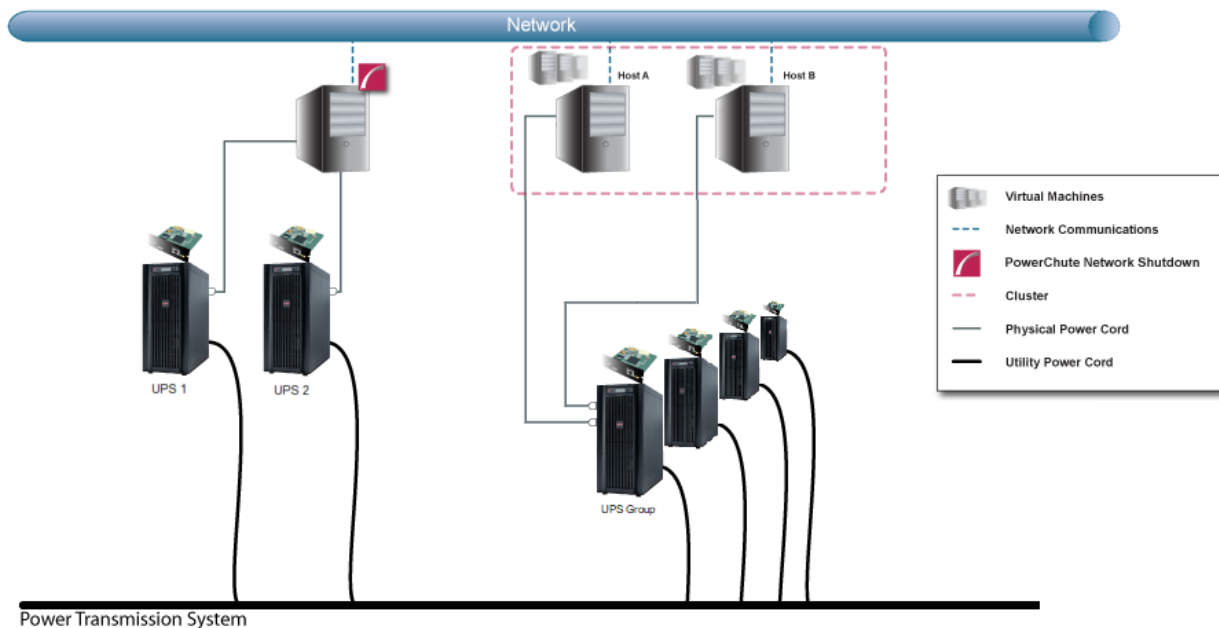 Network
Host A
Host B
Virtual Machines
Network Communications
PowerChute Network Shutdown
Cluster
Physical Power Cord
Utility Power Cord
UPS 1
UPS 2
UPS Group
Power Transmission System